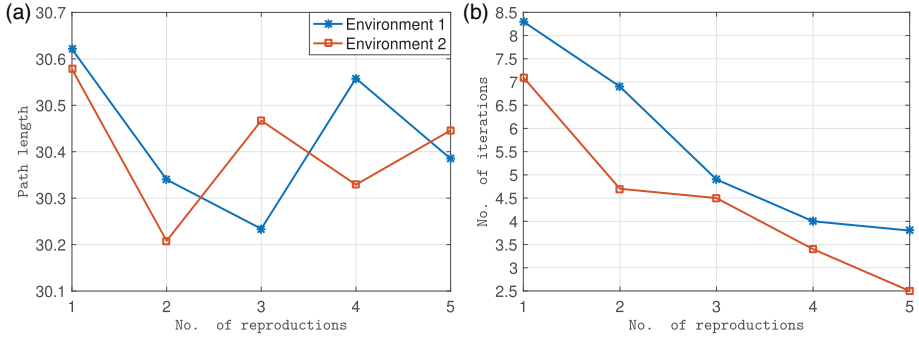 (a)
30.7
30.6
30.5
30.4
30.3
30.2
30.1
Path length
1 2 3 4 5
No. of reproductions
Environment 1
Environment 2
(b)
8.5
8
7.5
7
6.5
6
5.5
5
4.5
4
3.5
3
2.5
No. of iterations
1 2 3 4 5
No. of reproductions